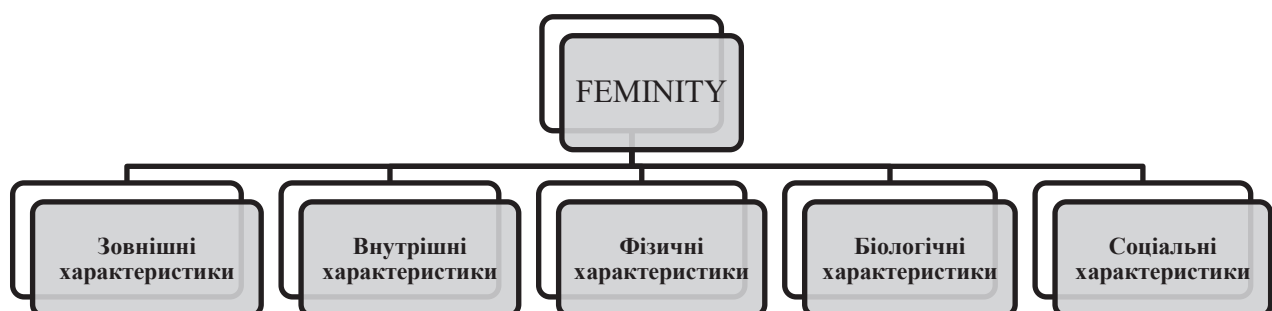 FEMINITY
Зовнішні
характеристики
Внутрішні
характеристики
Фізичні
характеристики
Біологічні
характеристики
Соціальні
характеристики